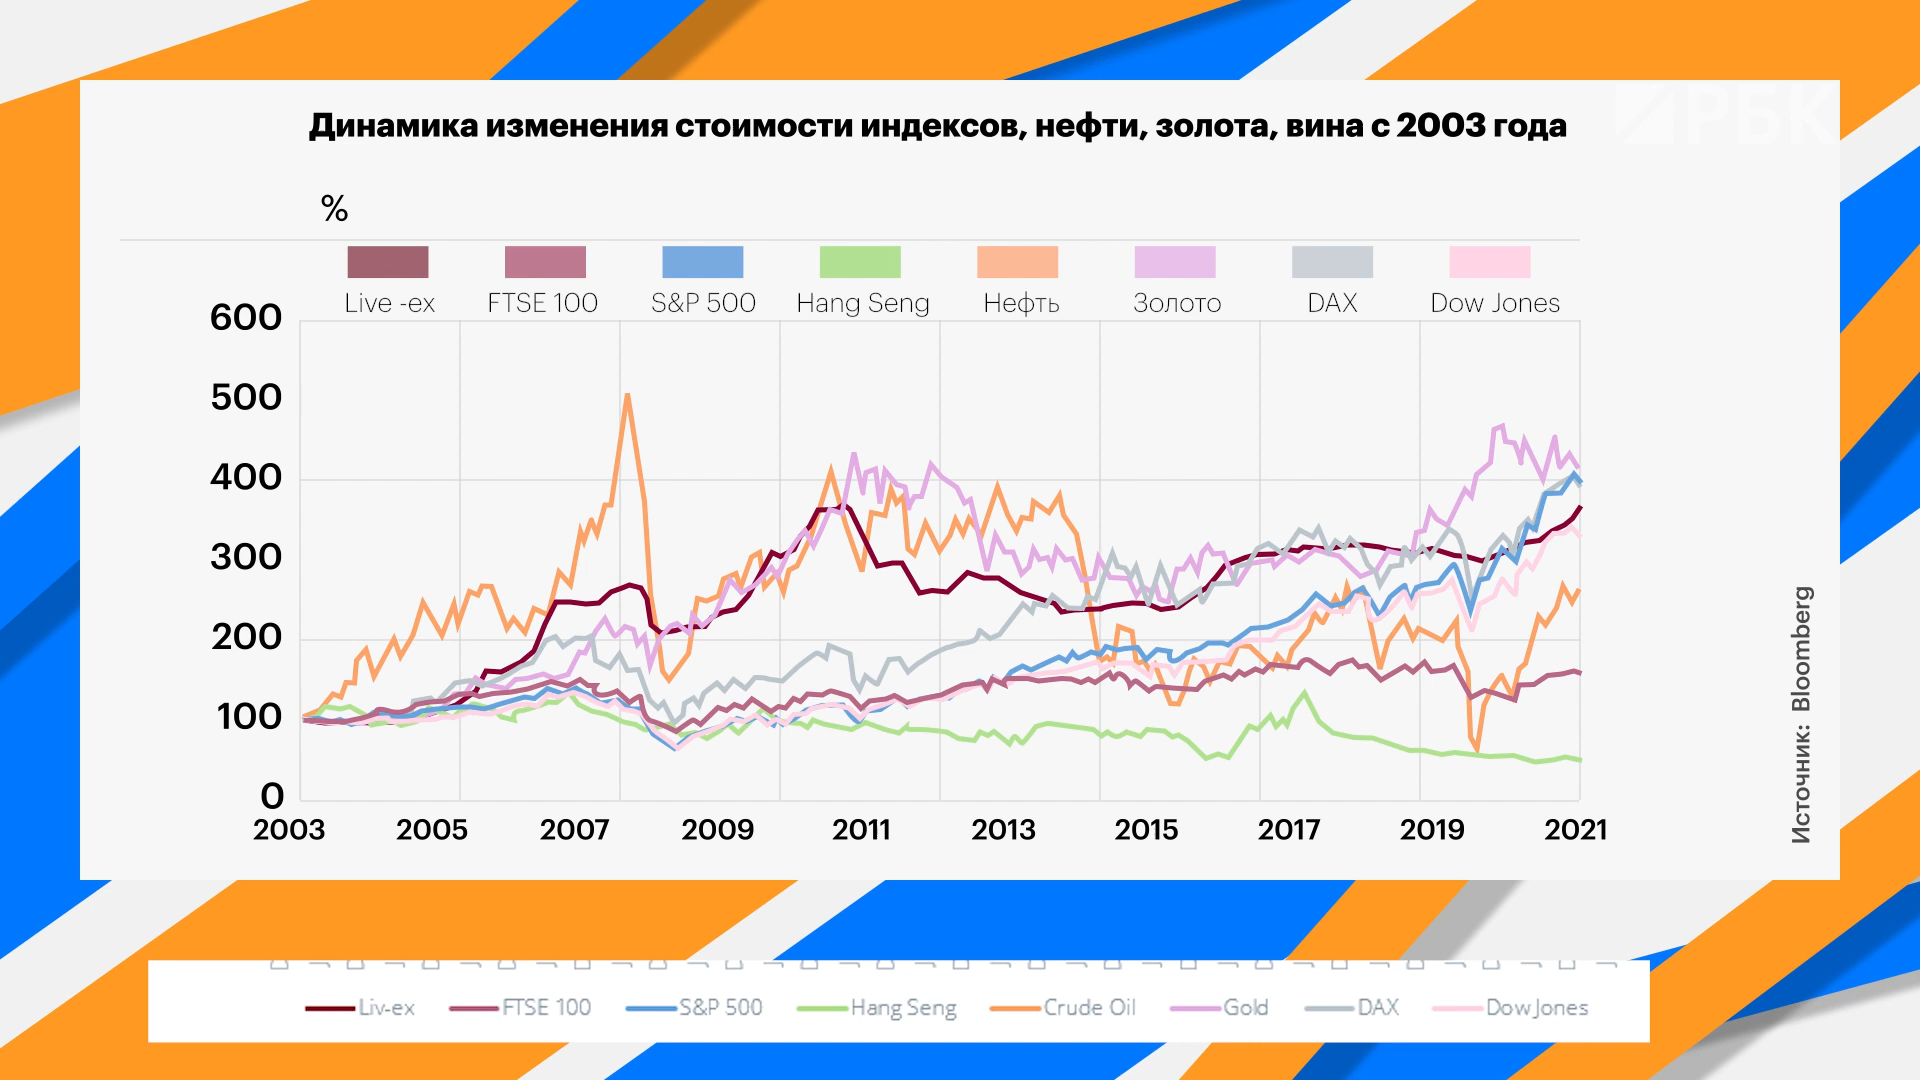 Динамика изменения стоимости индексов, нефти, золота, вина с 2003 года
РБК
%
Live -ex FTSE 100 S&P 500 Hang Seng Нефть Золото DAX Dow Jones
600
500
400
300
200
100
0
2003 2005 2007 2009 2011 2013 2015 2017 2019 2021
Источник: Bloomberg
Liv-ex FTSE 100 S&P 500 Hang Seng Crude Oil Gold DAX Dow Jones